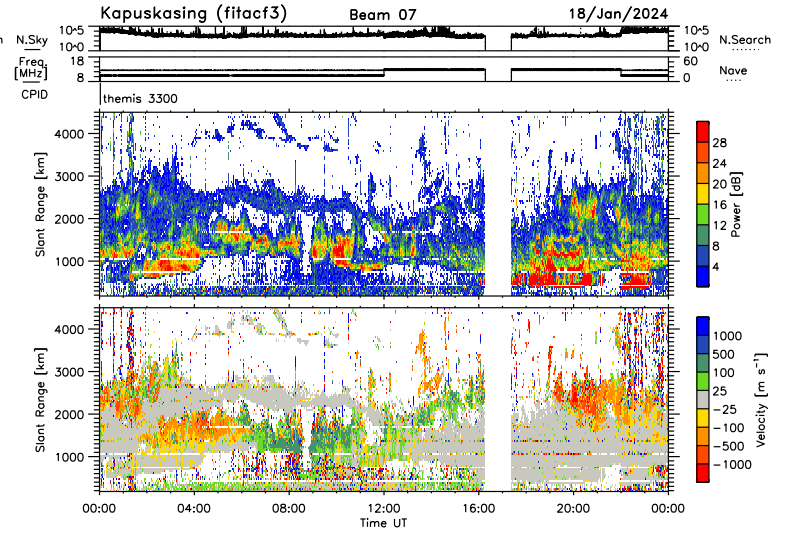 Kapuskasing (fitacf3) Beam 07 18/Jan/2024
N.Sky 10^5 10^0 10^5 10^0 N.Search
Freq. [MHz] 18 8 60 0 Nave
CPID themis 3300
Slant Range [km] 4000 3000 2000 1000
Power [dB] 28 24 20 16 12 8 4
Slant Range [km] 4000 3000 2000 1000
Velocity [m s⁻¹] 1000 500 100 25 -25 -100 -500 -1000
00:00 04:00 08:00 12:00 16:00 20:00 00:00
Time UT